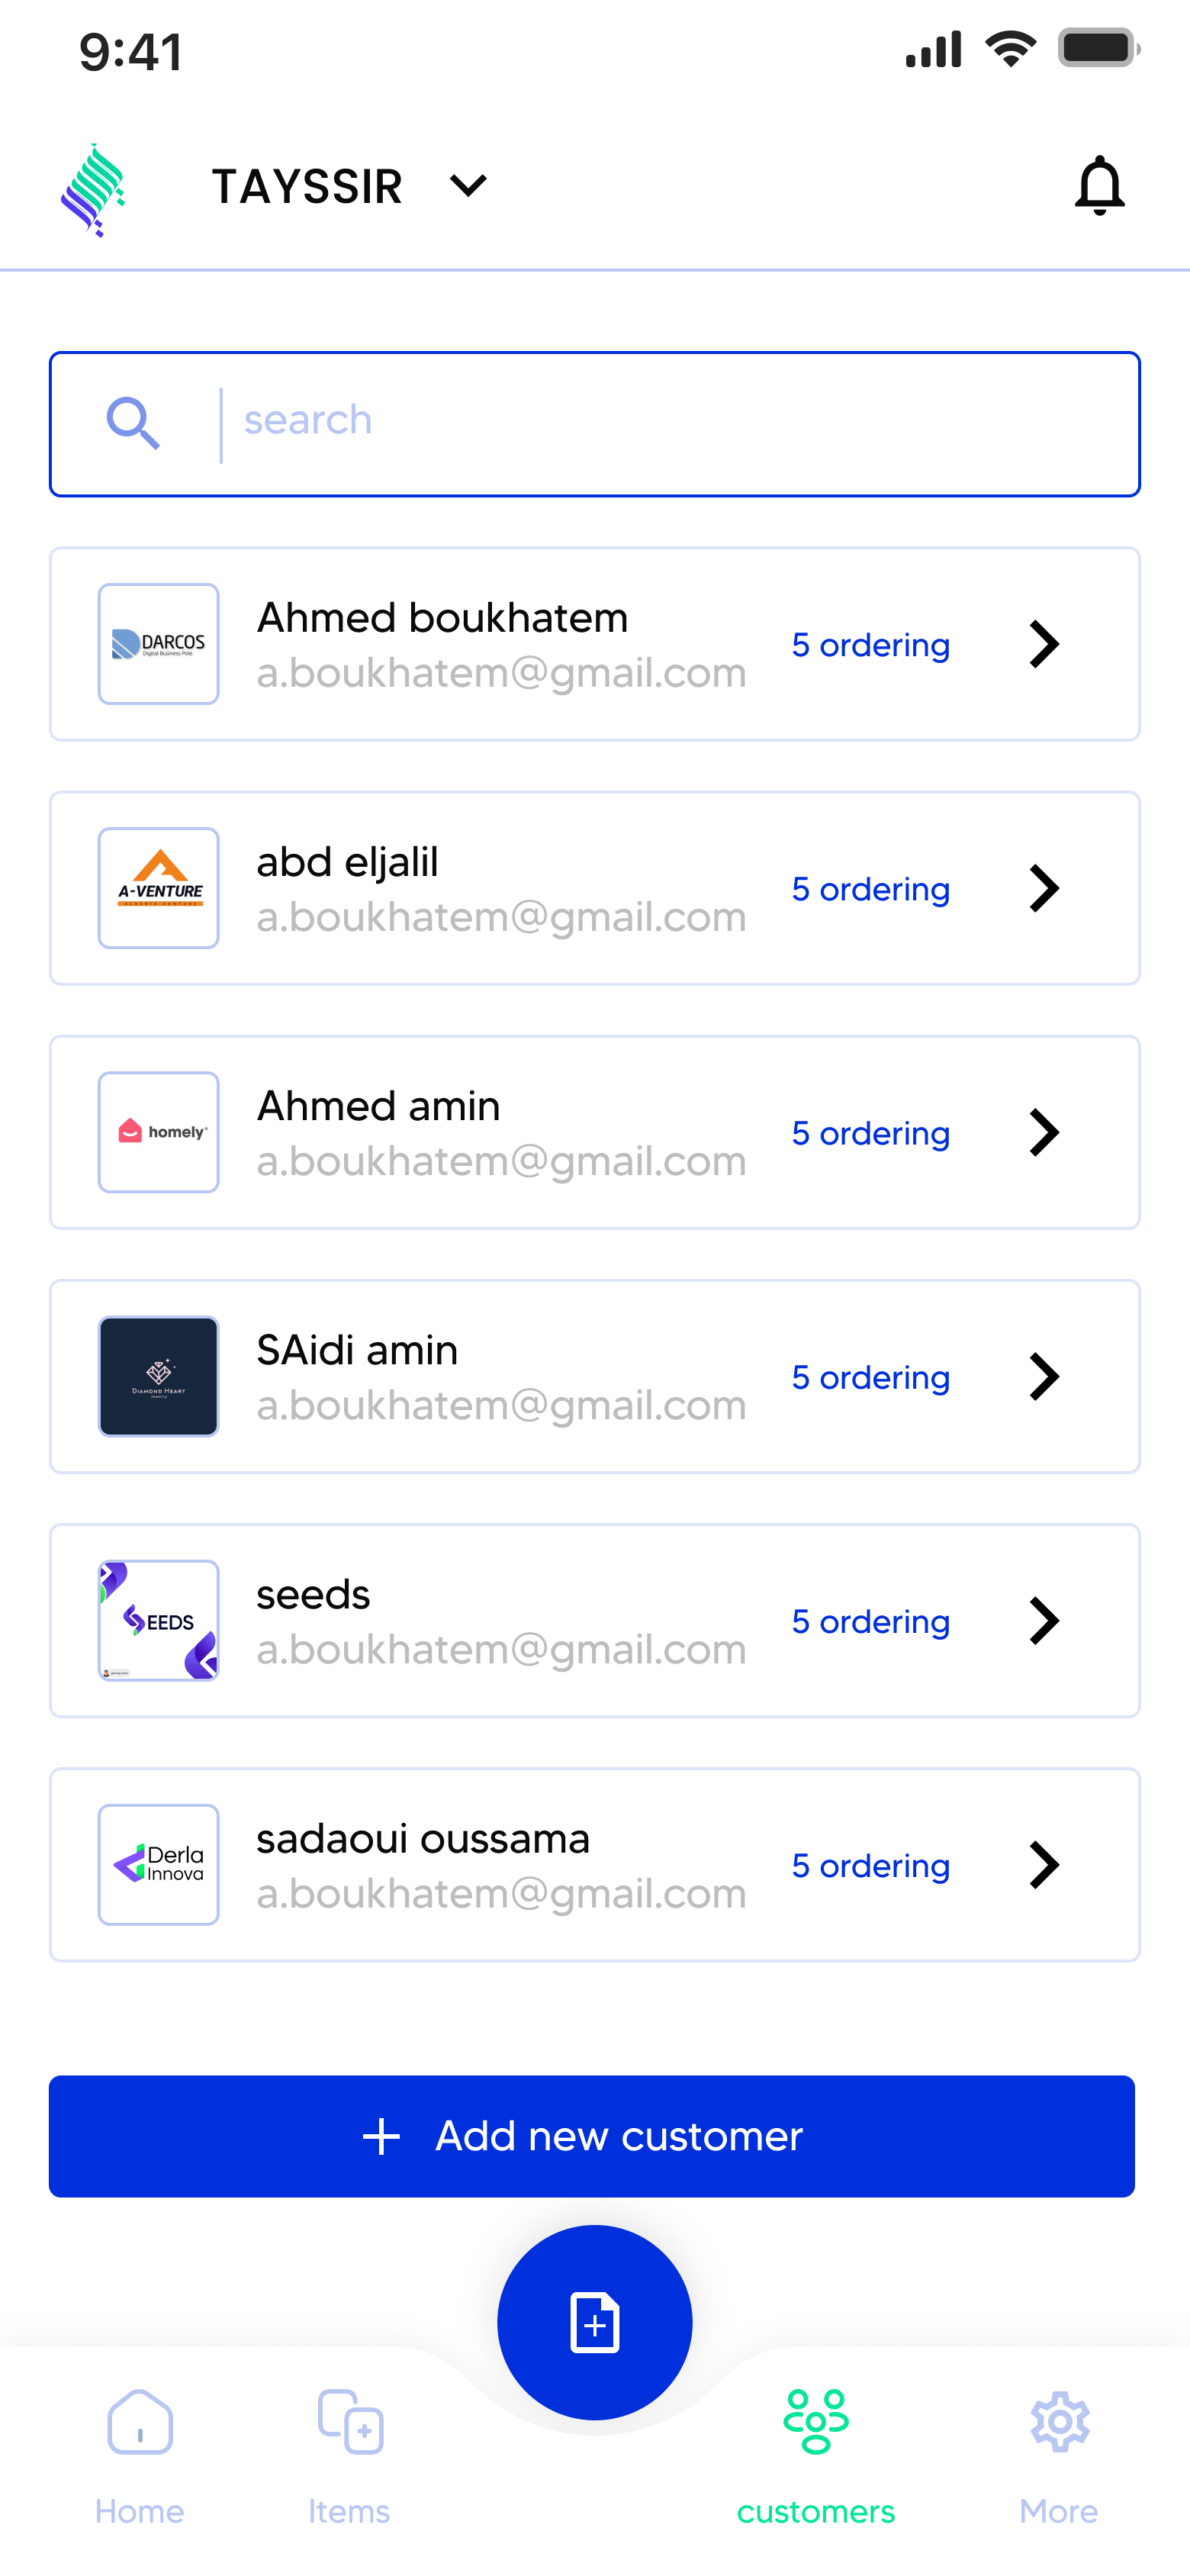 9:41
TAYSSIR
search
DARCOS
Digital Business Pole
Ahmed boukhatem
a.boukhatem@gmail.com
5 ordering
A-VENTURE
abd eljalil
a.boukhatem@gmail.com
5 ordering
homely
Ahmed amin
a.boukhatem@gmail.com
5 ordering
DIAMOND HEART
SAidi amin
a.boukhatem@gmail.com
5 ordering
SEEDS
seeds
a.boukhatem@gmail.com
5 ordering
Derla
Innova
sadaoui oussama
a.boukhatem@gmail.com
5 ordering
Add new customer
Home
Items
customers
More